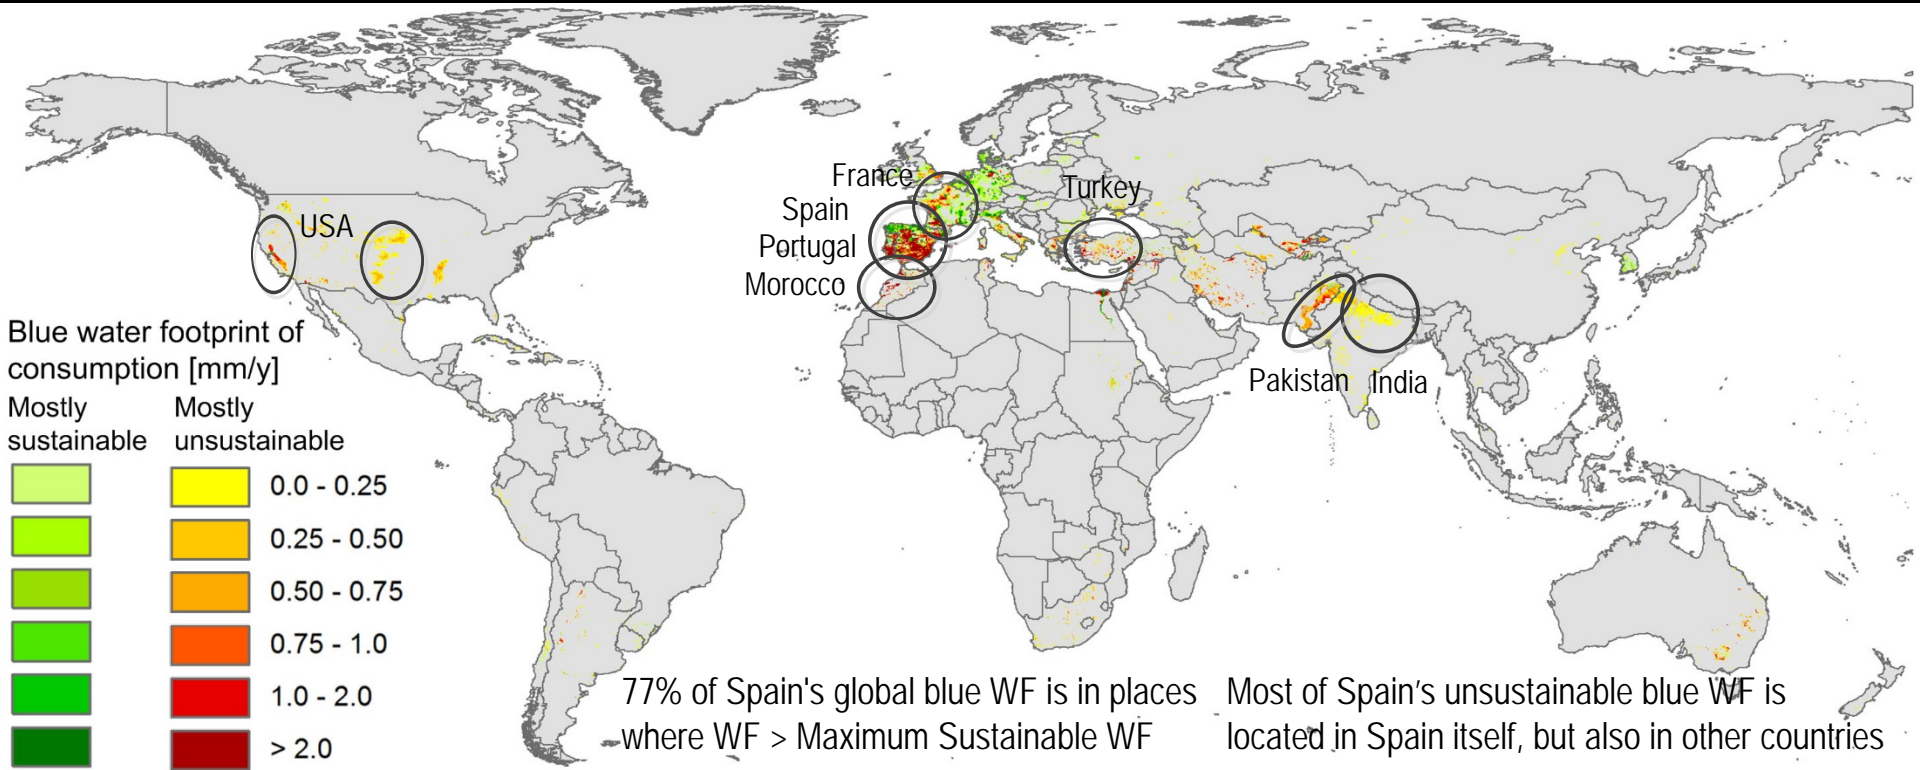 France
Turkey
Spain
USA
Portugal
Morocco
Pakistan
India
Blue water footprint of
consumption [mm/y]
Mostly Mostly
sustainable unsustainable
0.0 - 0.25
0.25 - 0.50
0.50 - 0.75
0.75 - 1.0
1.0 - 2.0
> 2.0
77% of Spain's global blue WF is in places
where WF > Maximum Sustainable WF
Most of Spain’s unsustainable blue WF is
located in Spain itself, but also in other countries